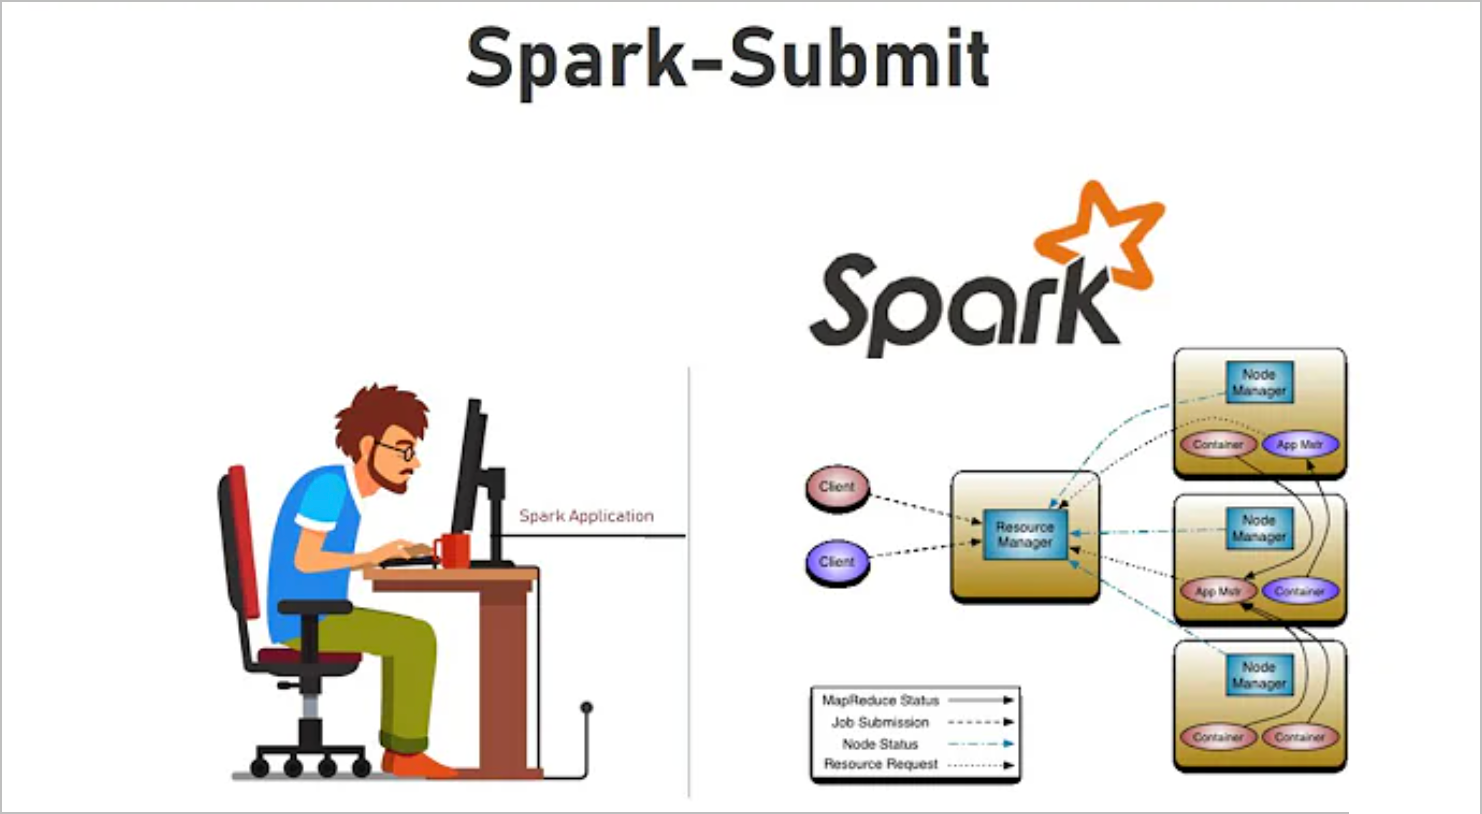 Spark-Submit
Spark
Spark Application
Client
Client
Resource
Manager
Node
Manager
Container
App Mstr
Node
Manager
App Mstr
Container
Node
Manager
Container
Container
MapReduce Status
Job Submission
Node Status
Resource Request